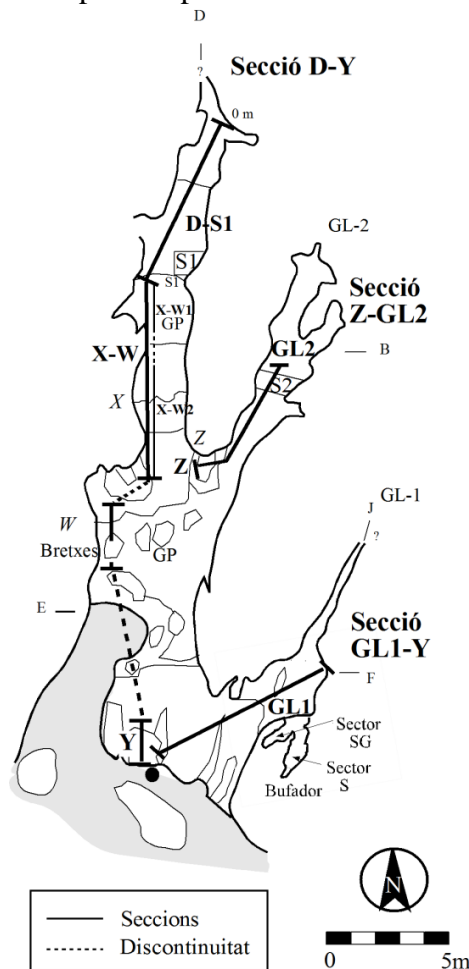 D
Secció D-Y
?
0 m
D-S1
GL-2
S1
S1
Secció
Z-GL2
X-W1
GP
X-W
GL2
B
S2
X
X-W2
Z
Z
GL-1
J
W
?
Bretxes
GP
E
Secció
GL1-Y
F
GL1
Sector
SG
Y
Sector
S
Bufador
N
Seccions
Discontinuitat
0
5m